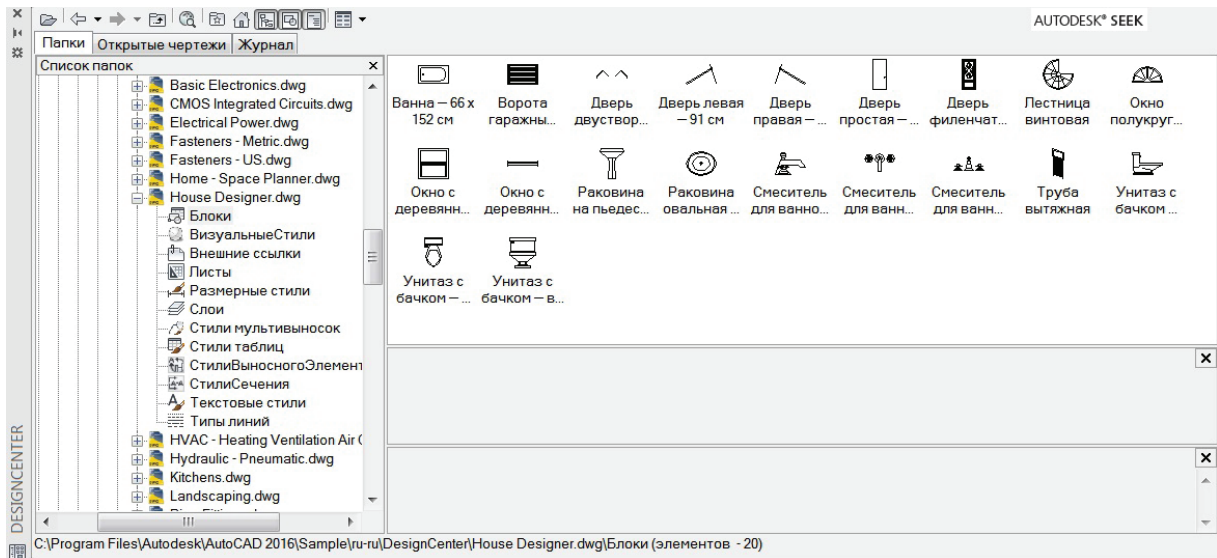 AUTODESK® SEEK
Папки Открытые чертежи Журнал
Список папок
Basic Electronics.dwg
CMOS Integrated Circuits.dwg
Electrical Power.dwg
Fasteners - Metric.dwg
Fasteners - US.dwg
Home - Space Planner.dwg
House Designer.dwg
Блоки
ВизуальныеСтили
Внешние ссылки
Листы
Размерные стили
Слои
Стили мультивыносок
Стили таблиц
СтилиВыносногоЭлемент
СтилиСечения
Текстовые стили
Типы линий
HVAC - Heating Ventilation Air
Hydraulic - Pneumatic.dwg
Kitchens.dwg
Landscaping.dwg
Ванна – 66 x
152 см
Ворота
гаражны...
Дверь
двуствор...
Дверь левая
– 91 см
Дверь
правая – ...
Дверь
простая – ...
Дверь
филенчат...
Лестница
винтовая
Окно
полукруг...
Окно с
деревянн...
Окно с
деревянн...
Раковина
на пьедес...
Раковина
овальная ...
Смеситель
для ванно...
Смеситель
для ванн...
Смеситель
для ванн...
Труба
вытяжная
Унитаз с
бачком ...
Унитаз с
бачком – ...
Унитаз с
бачком – в...
DESIGNCENTER
C:\Program Files\Autodesk\AutoCAD 2016\Sample\ru-ru\DesignCenter\House Designer.dwg\Блоки (элементов - 20)